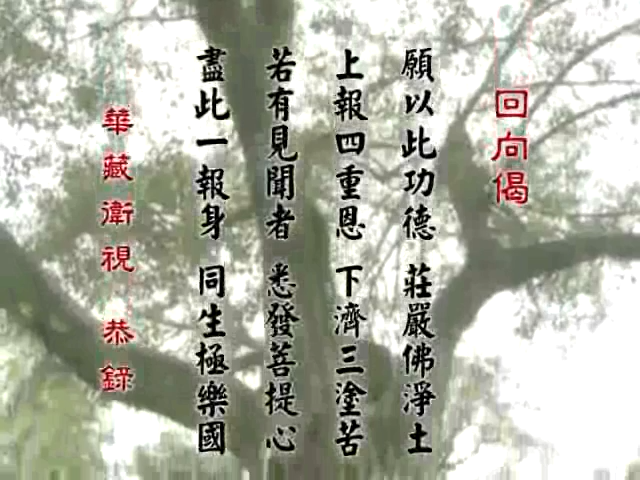 回向偈
願以此功德 莊嚴佛淨土
上報四重恩 下濟三塗苦
若有見聞者 悉發菩提心
盡此一報身 同生極樂國
華藏衛視 恭錄